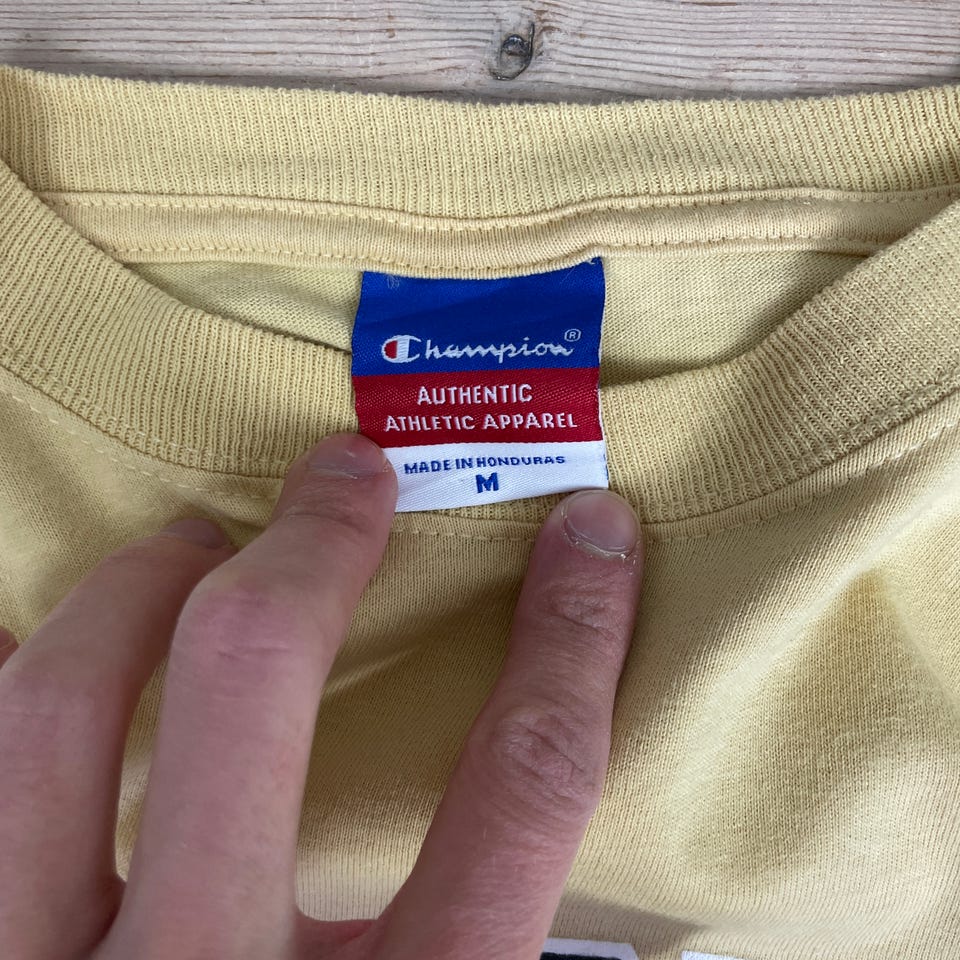 Champion®
AUTHENTIC
ATHLETIC APPAREL
MADE IN HONDURAS
M